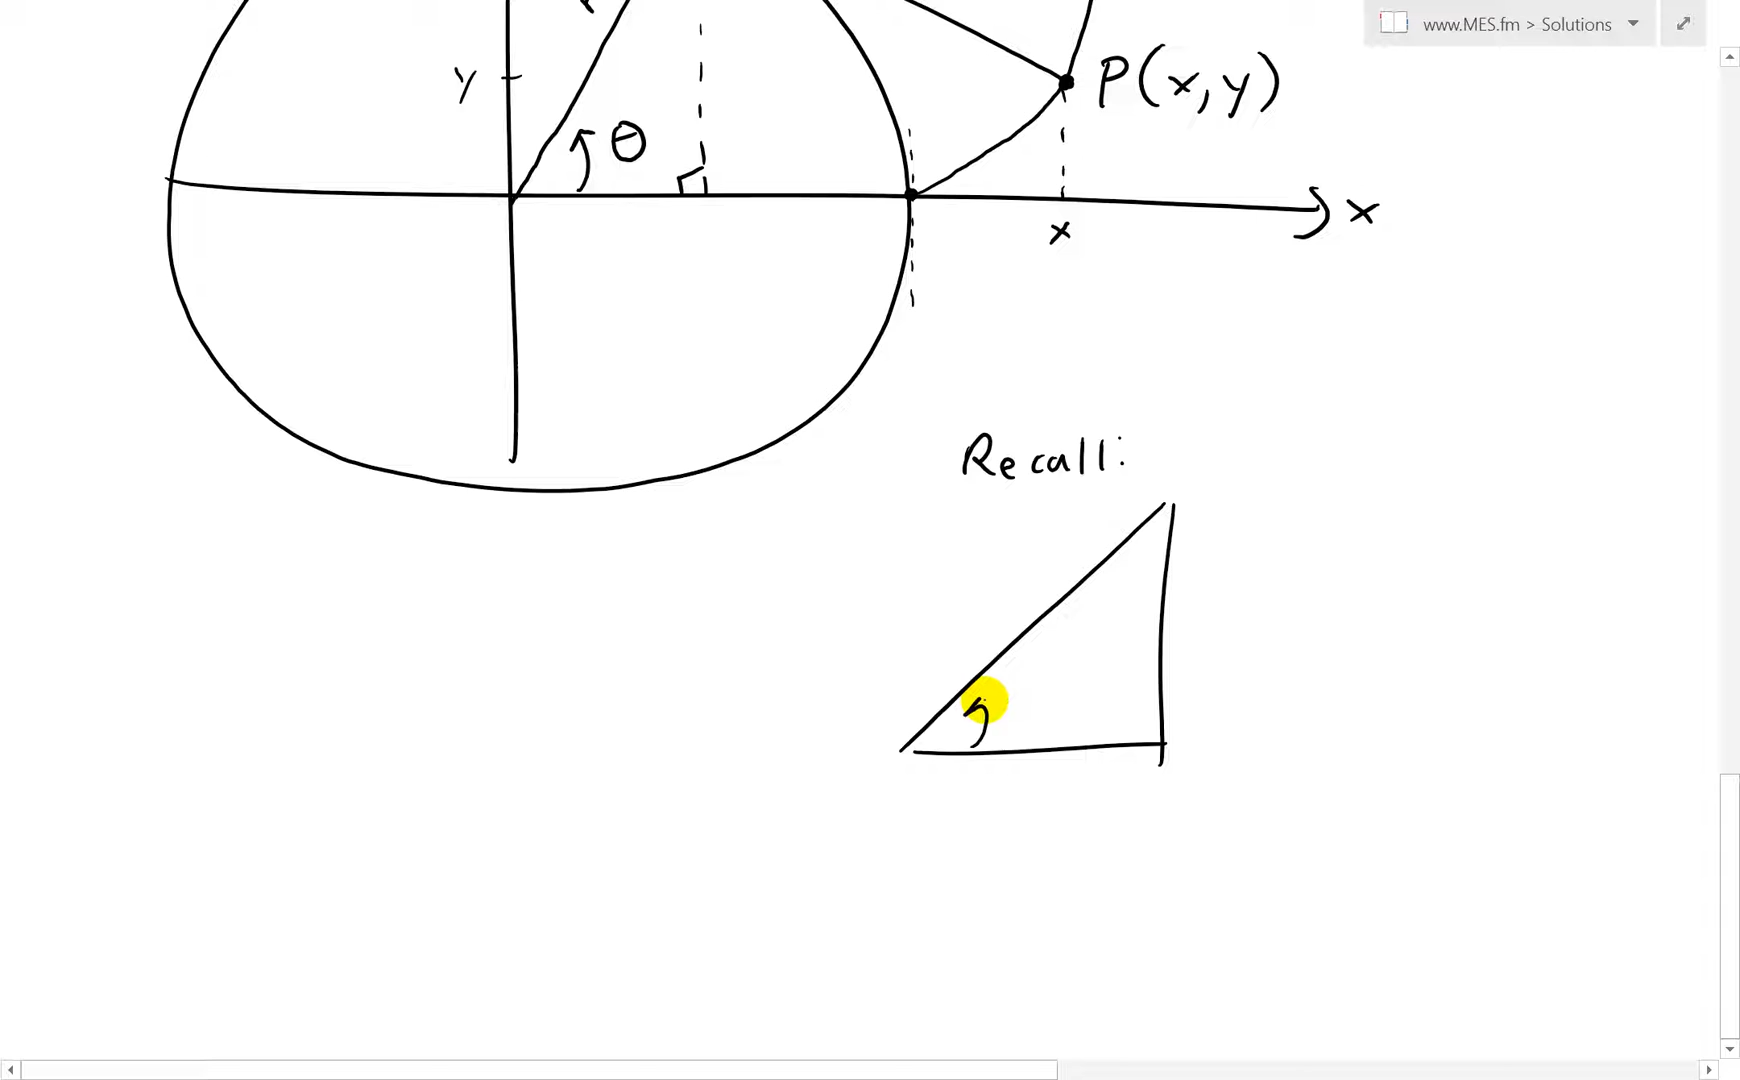 www.MES.fm > Solutions
P(x,y)
y
θ
x
x
Recall: